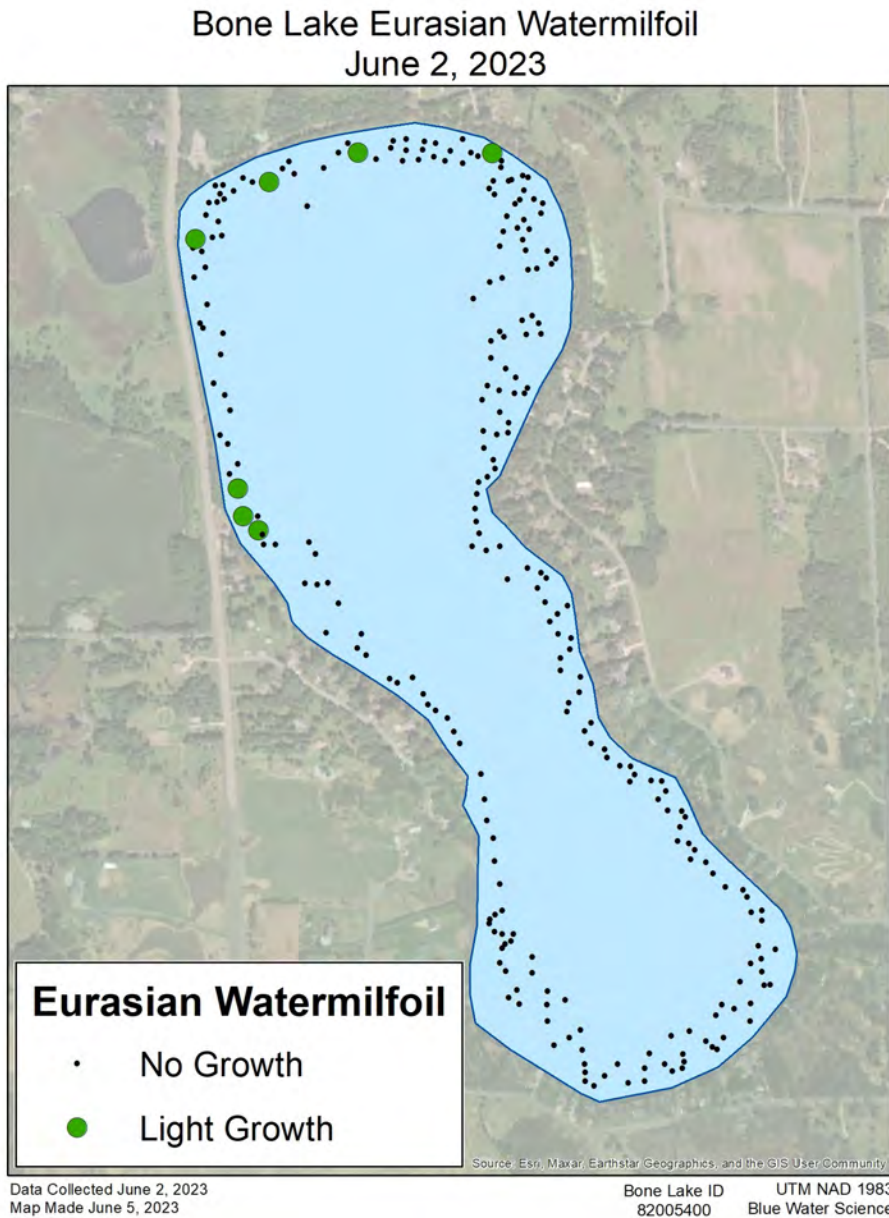 Bone Lake Eurasian Watermilfoil
June 2, 2023
Eurasian Watermilfoil
No Growth
Light Growth
Source: Esri, Maxar, Earthstar Geographics, and the GIS User Community
Data Collected June 2, 2023
Map Made June 5, 2023
Bone Lake ID
82005400
UTM NAD 1983
Blue Water Science